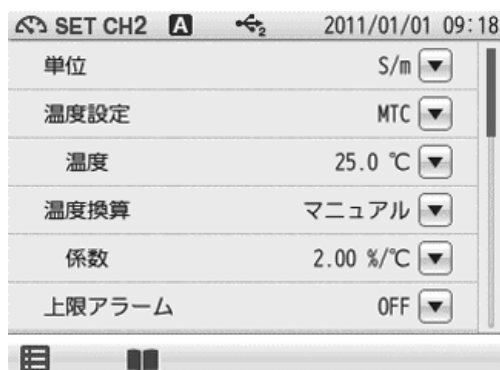 SET CH2 A 2 2011/01/01 09:18
単位 S/m
温度設定 MTC
温度 25.0 ℃
温度換算 マニュアル
係数 2.00 %/℃
上限アラーム OFF